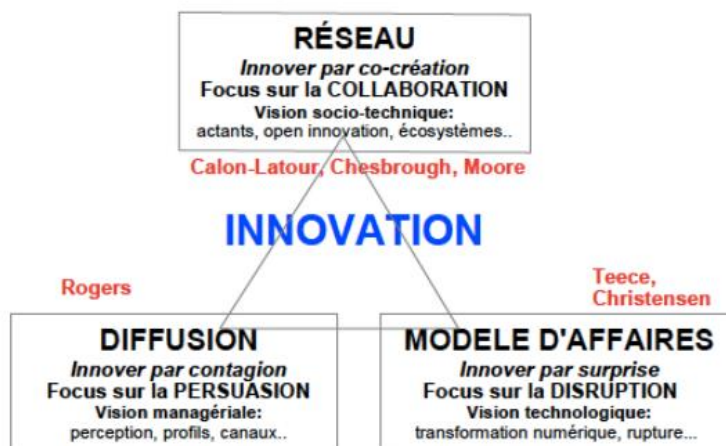 RÉSEAU
Innover par co-création
Focus sur la COLLABORATION
Vision socio-technique:
actants, open innovation, écosystèmes..
Calon-Latour, Chesbrough, Moore
INNOVATION
Rogers
Teece,
Christensen
DIFFUSION
Innover par contagion
Focus sur la PERSUASION
Vision managériale:
perception, profils, canaux..
MODELE D'AFFAIRES
Innover par surprise
Focus sur la DISRUPTION
Vision technologique:
transformation numérique, rupture...